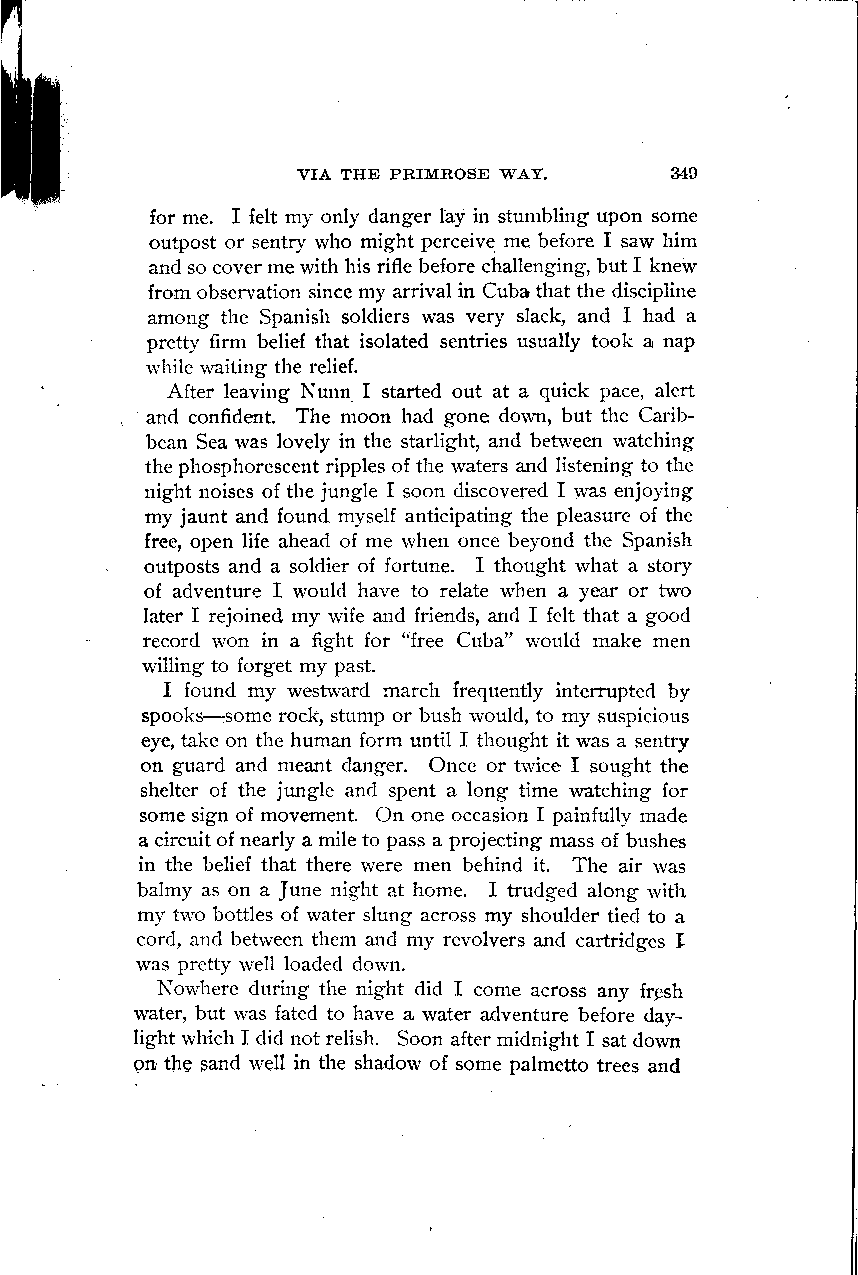 VIA THE PRIMROSE WAY. 349
for me. I felt my only danger lay in stumbling upon some
outpost or sentry who might perceive me before I saw him
and so cover me with his rifle before challenging, but I knew
from observation since my arrival in Cuba that the discipline
among the Spanish soldiers was very slack, and I had a
pretty firm belief that isolated sentries usually took a nap
while waiting the relief.
After leaving Nunn I started out at a quick pace, alert
and confident. The moon had gone down, but the Carib-
bean Sea was lovely in the starlight, and between watching
the phosphorescent ripples of the waters and listening to the
night noises of the jungle I soon discovered I was enjoying
my jaunt and found myself anticipating the pleasure of the
free, open life ahead of me when once beyond the Spanish
outposts and a soldier of fortune. I thought what a story
of adventure I would have to relate when a year or two
later I rejoined my wife and friends, and I felt that a good
record won in a fight for "free Cuba" would make men
willing to forget my past.
I found my westward march frequently interrupted by
spooks—some rock, stump or bush would, to my suspicious
eye, take on the human form until I thought it was a sentry
on guard and meant danger. Once or twice I sought the
shelter of the jungle and spent a long time watching for
some sign of movement. On one occasion I painfully made
a circuit of nearly a mile to pass a projecting mass of bushes
in the belief that there were men behind it. The air was
balmy as on a June night at home. I trudged along with
my two bottles of water slung across my shoulder tied to a
cord, and between them and my revolvers and cartridges I
was pretty well loaded down.
Nowhere during the night did I come across any fresh
water, but was fated to have a water adventure before day-
light which I did not relish. Soon after midnight I sat down
on the sand well in the shadow of some palmetto trees and